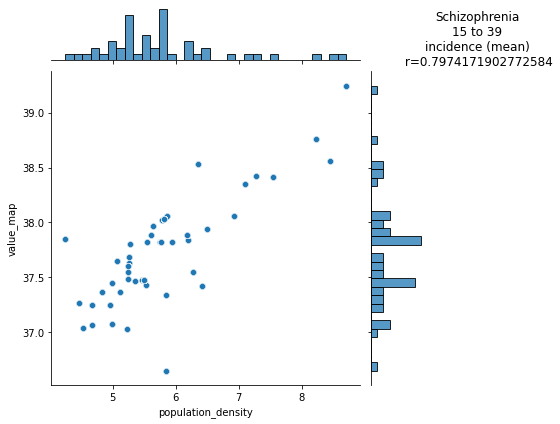 Schizophrenia
15 to 39
incidence (mean)
r=0.7974171902772584
39.0
38.5
38.0
37.5
37.0
value_map
5 6 7 8
population_density